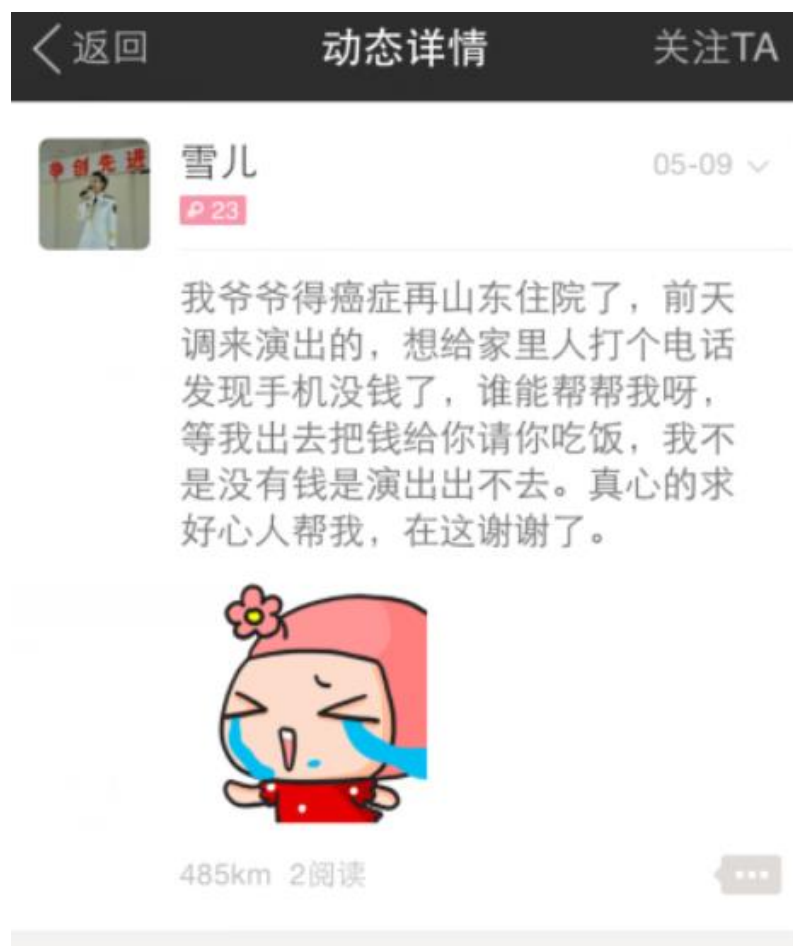 返回 动态详情 关注TA
争创先进
雪儿
05-09
23
我爷爷得癌症再山东住院了，前天
调来演出的，想给家里人打个电话
发现手机没钱了，谁能帮帮我呀，
等我出去把钱给你请你吃饭，我不
是没有钱是演出出不去。真心的求
好心人帮我，在这谢谢了。
485km 2阅读